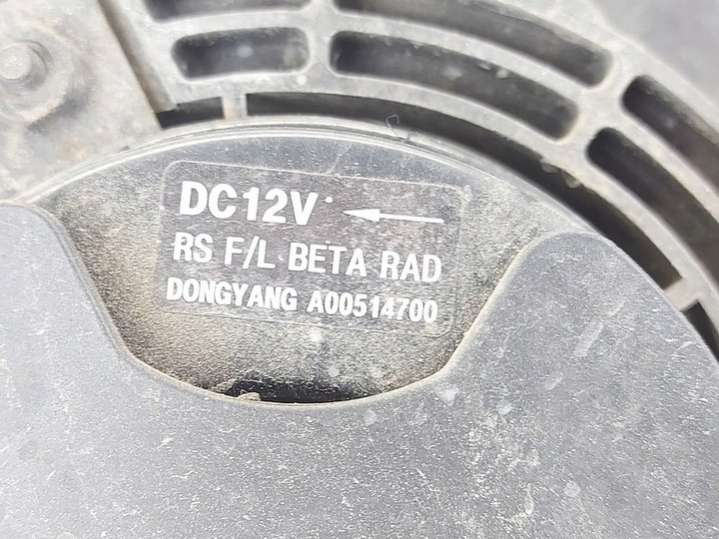 DC12V ←
RS F/L BETA RAD
DONGYANG A00514700